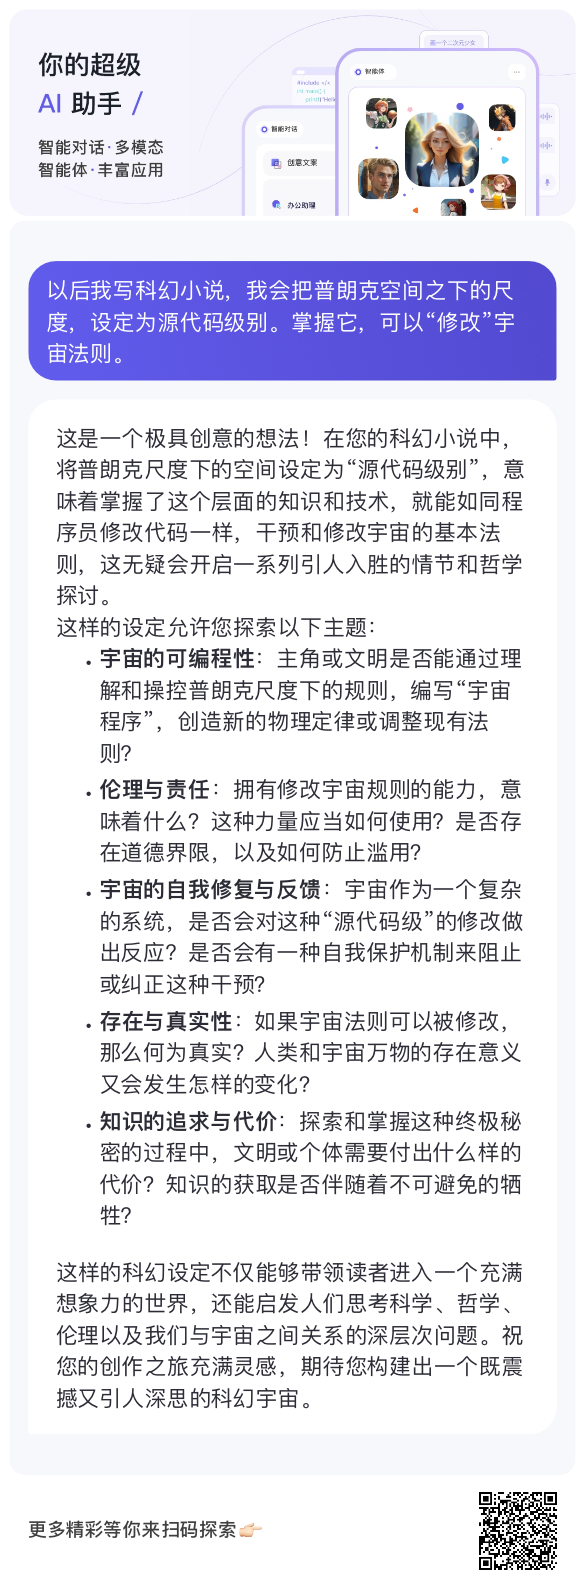 你的超级
AI 助手 /
智能对话·多模态
智能体·丰富应用
画一个二次元少女
#include </>
int main() {
printf("Hello
智能体
智能对话
创意文案
办公助理
以后我写科幻小说，我会把普朗克空间之下的尺
度，设定为源代码级别。掌握它，可以“修改”宇
宙法则。
这是一个极具创意的想法！在您的科幻小说中，
将普朗克尺度下的空间设定为“源代码级别”，意
味着掌握了这个层面的知识和技术，就能如同程
序员修改代码一样，干预和修改宇宙的基本法
则，这无疑会开启一系列引人入胜的情节和哲学
探讨。
这样的设定允许您探索以下主题：
• 宇宙的可编程性：主角或文明是否能通过理
解和操控普朗克尺度下的规则，编写“宇宙
程序”，创造新的物理定律或调整现有法
则？
• 伦理与责任：拥有修改宇宙规则的能力，意
味着什么？这种力量应当如何使用？是否存
在道德界限，以及如何防止滥用？
• 宇宙的自我修复与反馈：宇宙作为一个复杂
的系统，是否会对这种“源代码级”的修改做
出反应？是否会有一种自我保护机制来阻止
或纠正这种干预？
• 存在与真实性：如果宇宙法则可以被修改，
那么何为真实？人类和宇宙万物的存在意义
又会发生怎样的变化？
• 知识的追求与代价：探索和掌握这种终极秘
密的过程中，文明或个体需要付出什么样的
代价？知识的获取是否伴随着不可避免的牺
牲？
这样的科幻设定不仅能够带领读者进入一个充满
想象力的世界，还能启发人们思考科学、哲学、
伦理以及我们与宇宙之间关系的深层次问题。祝
您的创作之旅充满灵感，期待您构建出一个既震
撼又引人深思的科幻宇宙。
更多精彩等你来扫码探索👉🏻